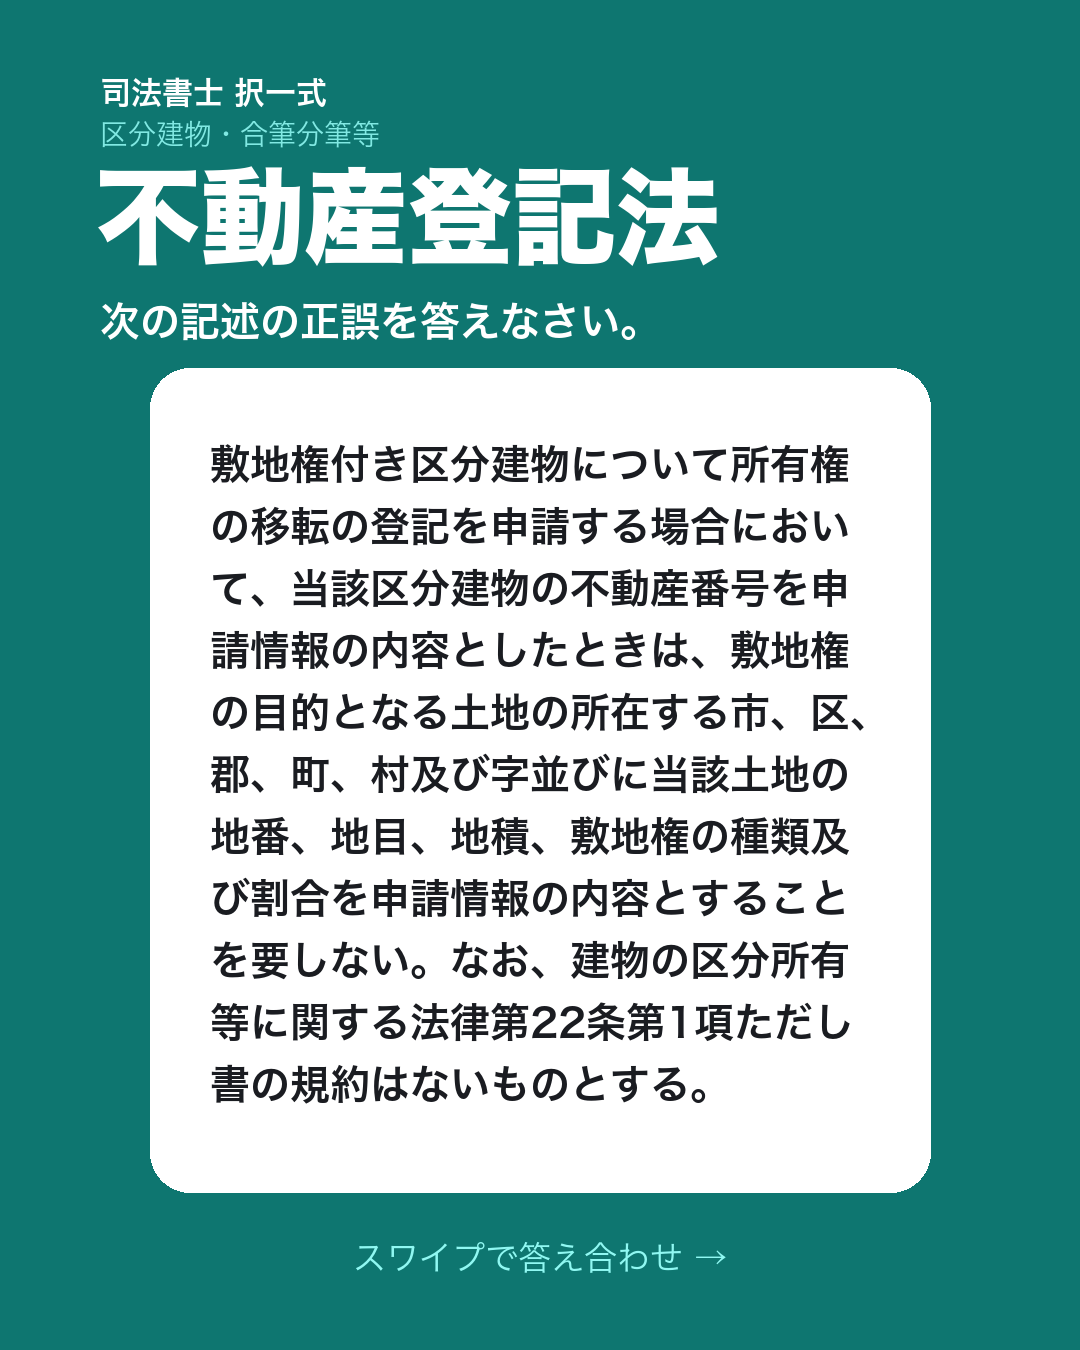 司法書士 択一式
区分建物・合筆分筆等
不動産登記法
次の記述の正誤を答えなさい。
敷地権付き区分建物について所有権
の移転の登記を申請する場合におい
て、当該区分建物の不動産番号を申
請情報の内容としたときは、敷地権
の目的となる土地の所在する市、区、
郡、町、村及び字並びに当該土地の
地番、地目、地積、敷地権の種類及
び割合を申請情報の内容とすること
を要しない。なお、建物の区分所有
等に関する法律第22条第1項ただし
書の規約はないものとする。
スワイプで答え合わせ →